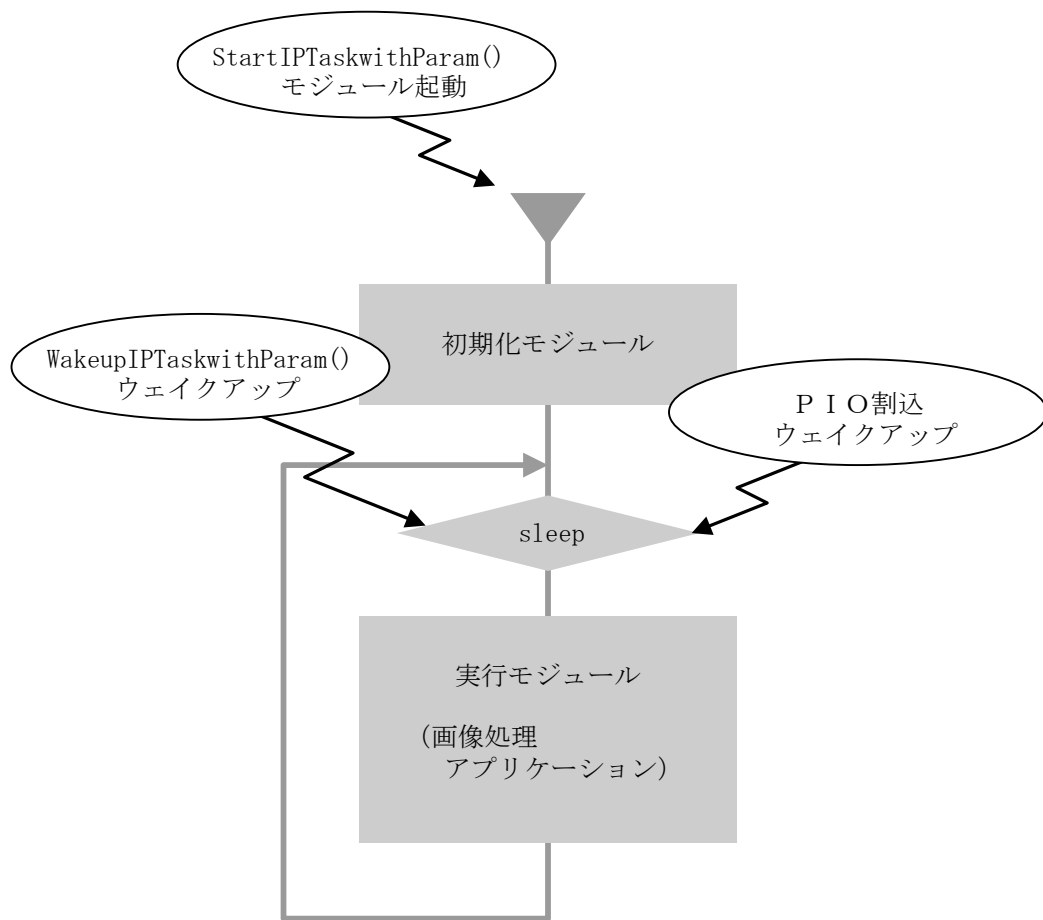 StartIPTaskwithParam()
モジュール起動
初期化モジュール
WakeupIPTaskwithParam()
ウェイクアップ
ＰＩＯ割込
ウェイクアップ
sleep
実行モジュール
(画像処理
アプリケーション)